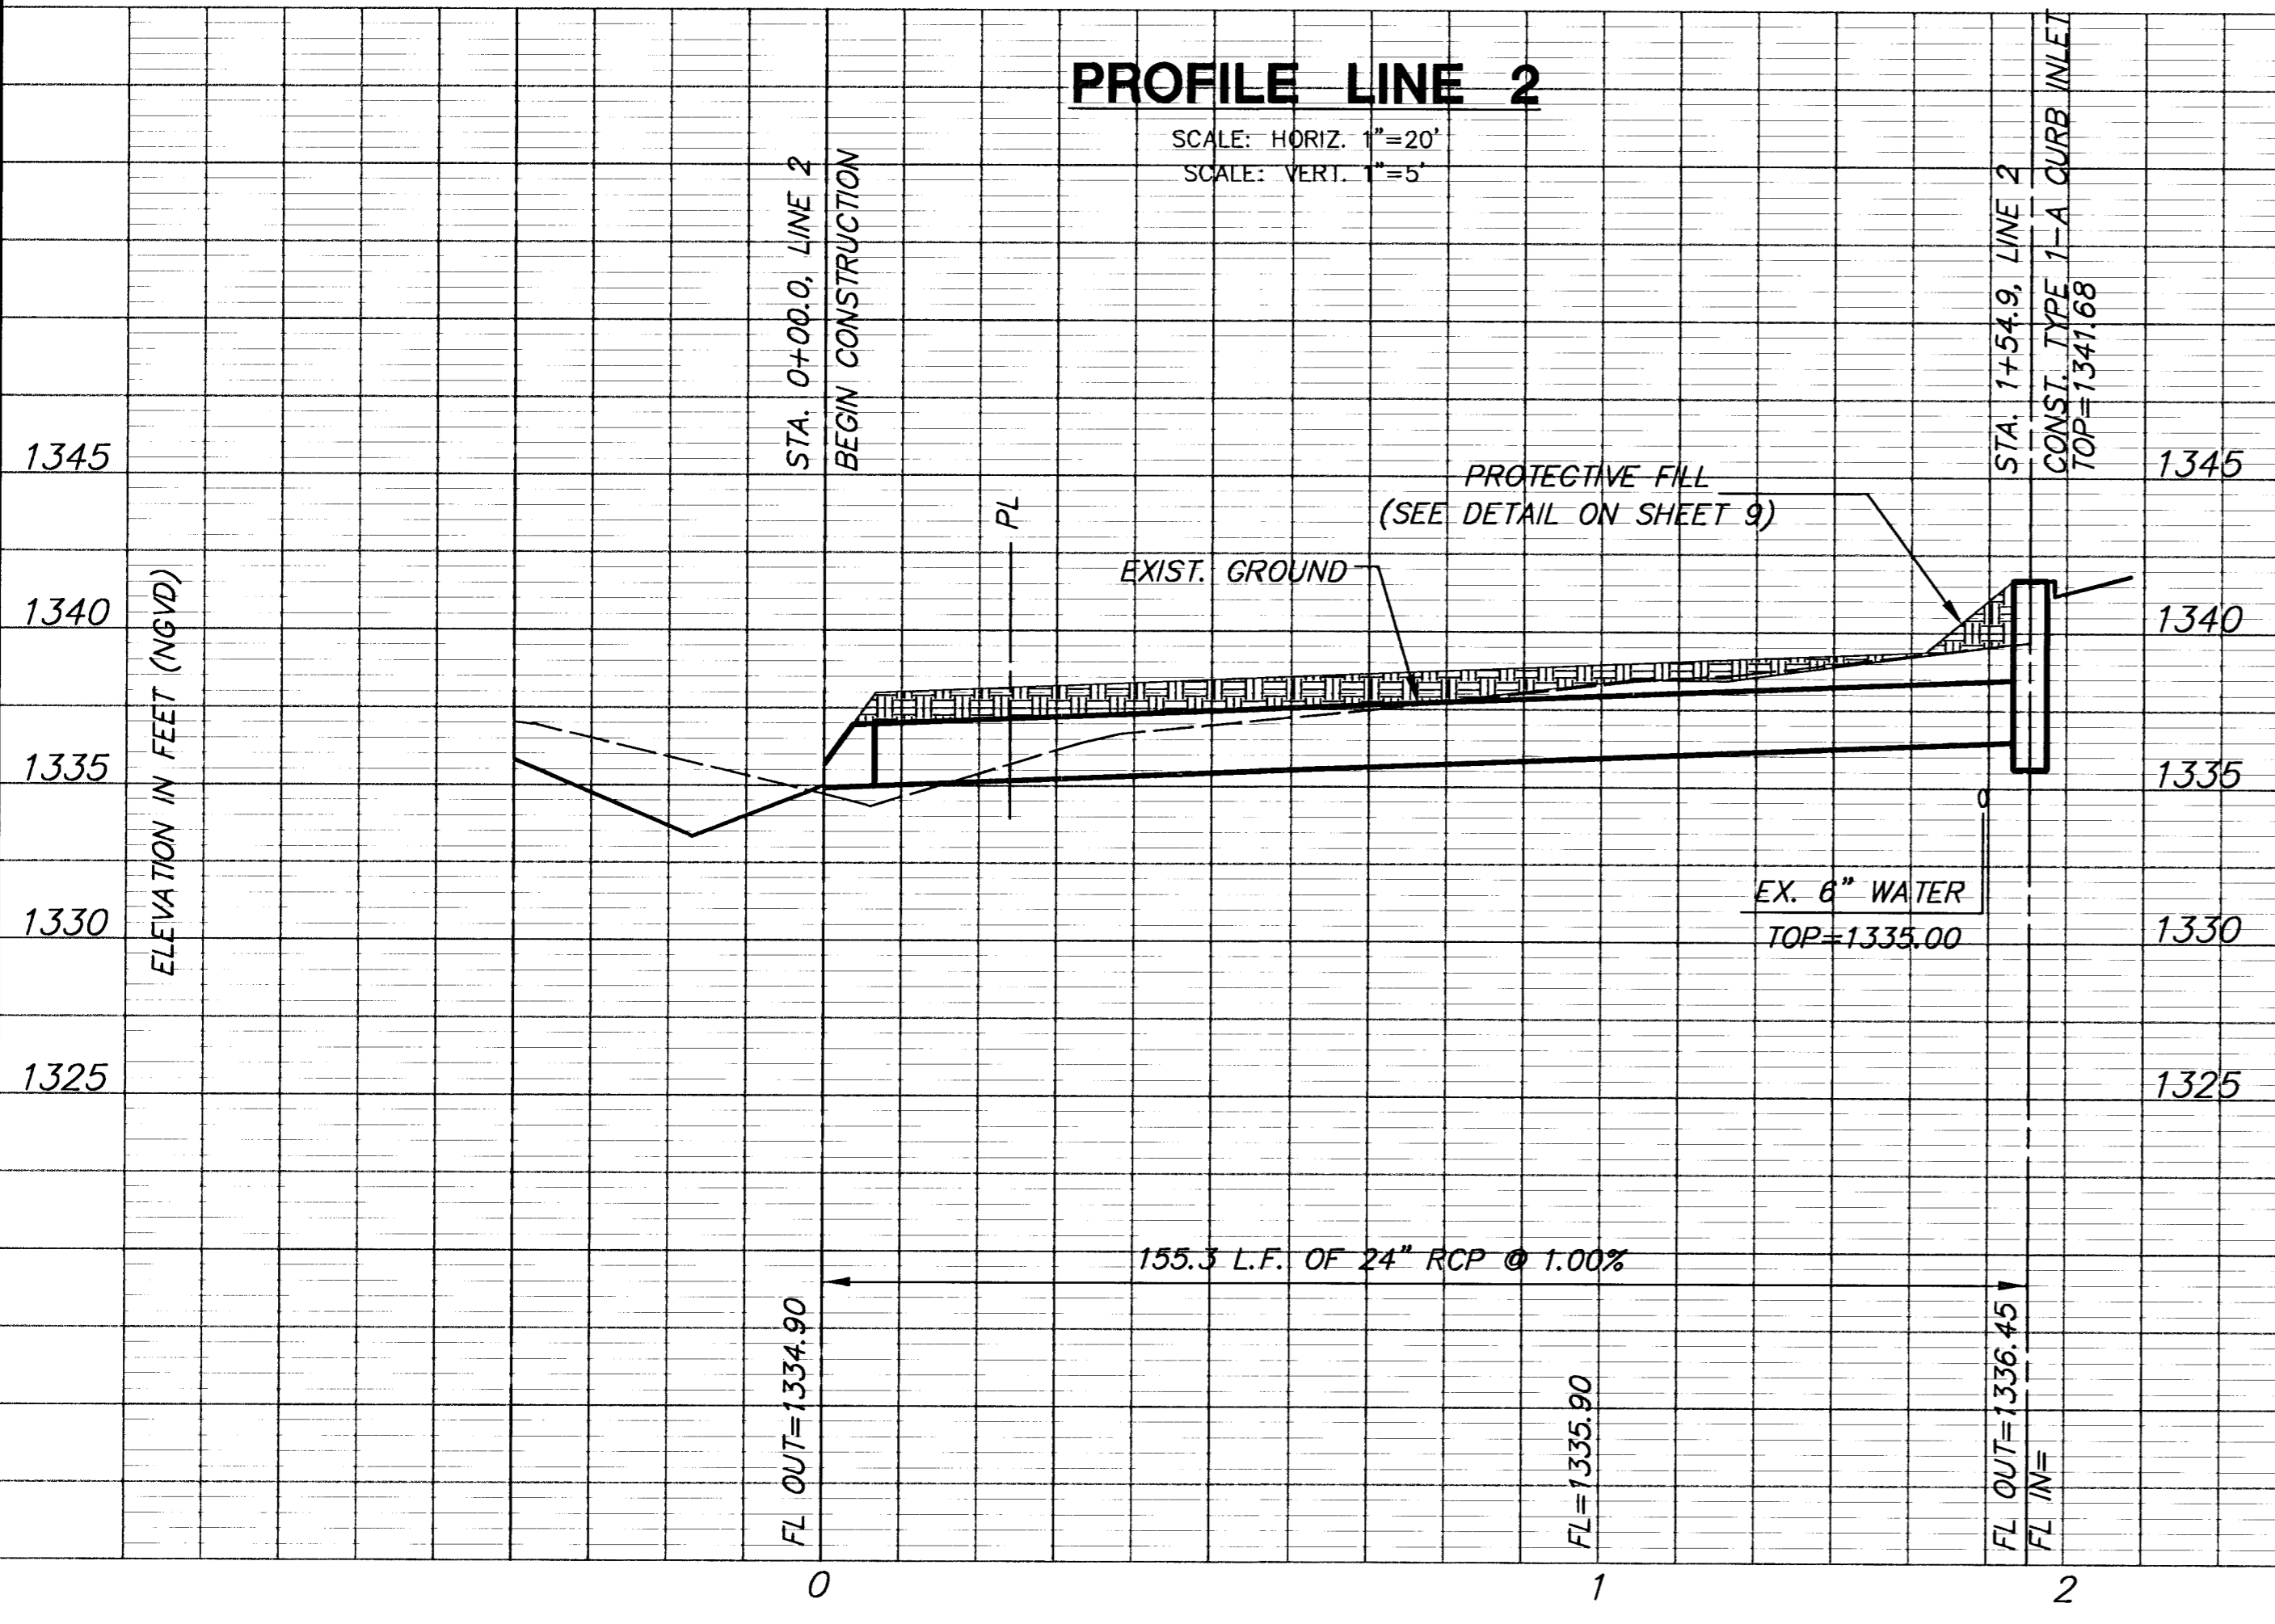 PROFILE LINE 2
SCALE: HORIZ. 1"=20'
SCALE: VERT. 1"=5'
STA. 0+00.0, LINE 2
BEGIN CONSTRUCTION
STA. 1+54.9, LINE 2
CONST. TYPE 1-A CURB INLET
TOP=1341.68
1345
1345
PROTECTIVE FILL
(SEE DETAIL ON SHEET 9)
PL
EXIST. GROUND
1340
1340
ELEVATION IN FEET (NGVD)
1335
1335
EX. 6" WATER
TOP=1335.00
1330
1330
1325
1325
155.3 L.F. OF 24" RCP @ 1.00%
FL OUT=1334.90
FL=1335.90
FL OUT=1336.45
FL IN=
0
1
2